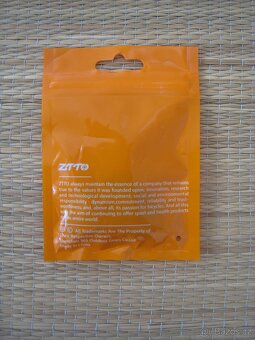 ZTTO
ZTTO always maintain the essence of a company that remains
true to the values it was founded upon: innovation, research
and technological development, social and environmental
responsibility dynamism,commitment, reliability and trust-
worthiness and, above all, its passion for bicycles. And all this
with the aim of continuing to offer sport and health products
the entire world.
All Trademarks Are The Property of
Their Respective Owners.